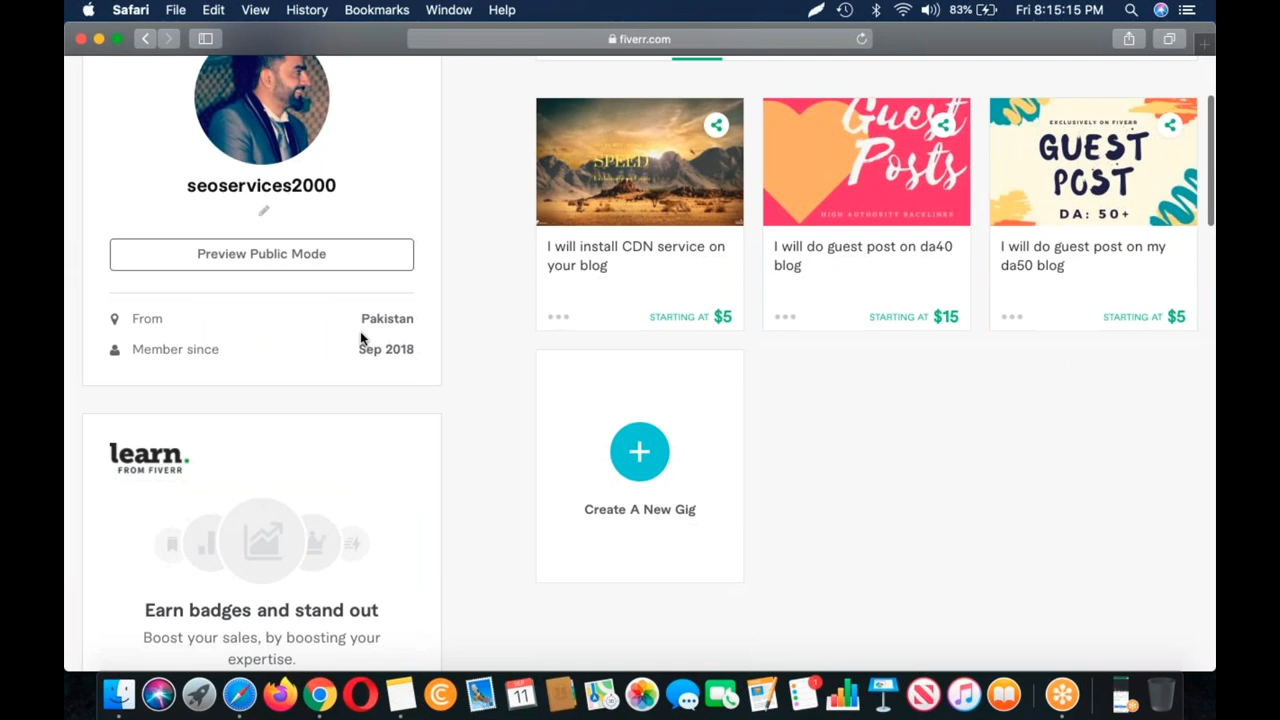 Safari File Edit View History Bookmarks Window Help
83% Fri 8:15:15 PM
fiverr.com
seoservices2000
Preview Public Mode
From Pakistan
Member since Sep 2018
learn.
FROM FIVERR
Earn badges and stand out
Boost your sales, by boosting your
expertise.
SPEED
I will install CDN service on
your blog
STARTING AT $5
Guest
Posts
HIGH AUTHORITY BACKLINES
I will do guest post on da40
blog
STARTING AT $15
EXCLUSIVELY ON FIVERR
GUEST
POST
DA: 50+
I will do guest post on my
da50 blog
STARTING AT $5
Create A New Gig
11
1